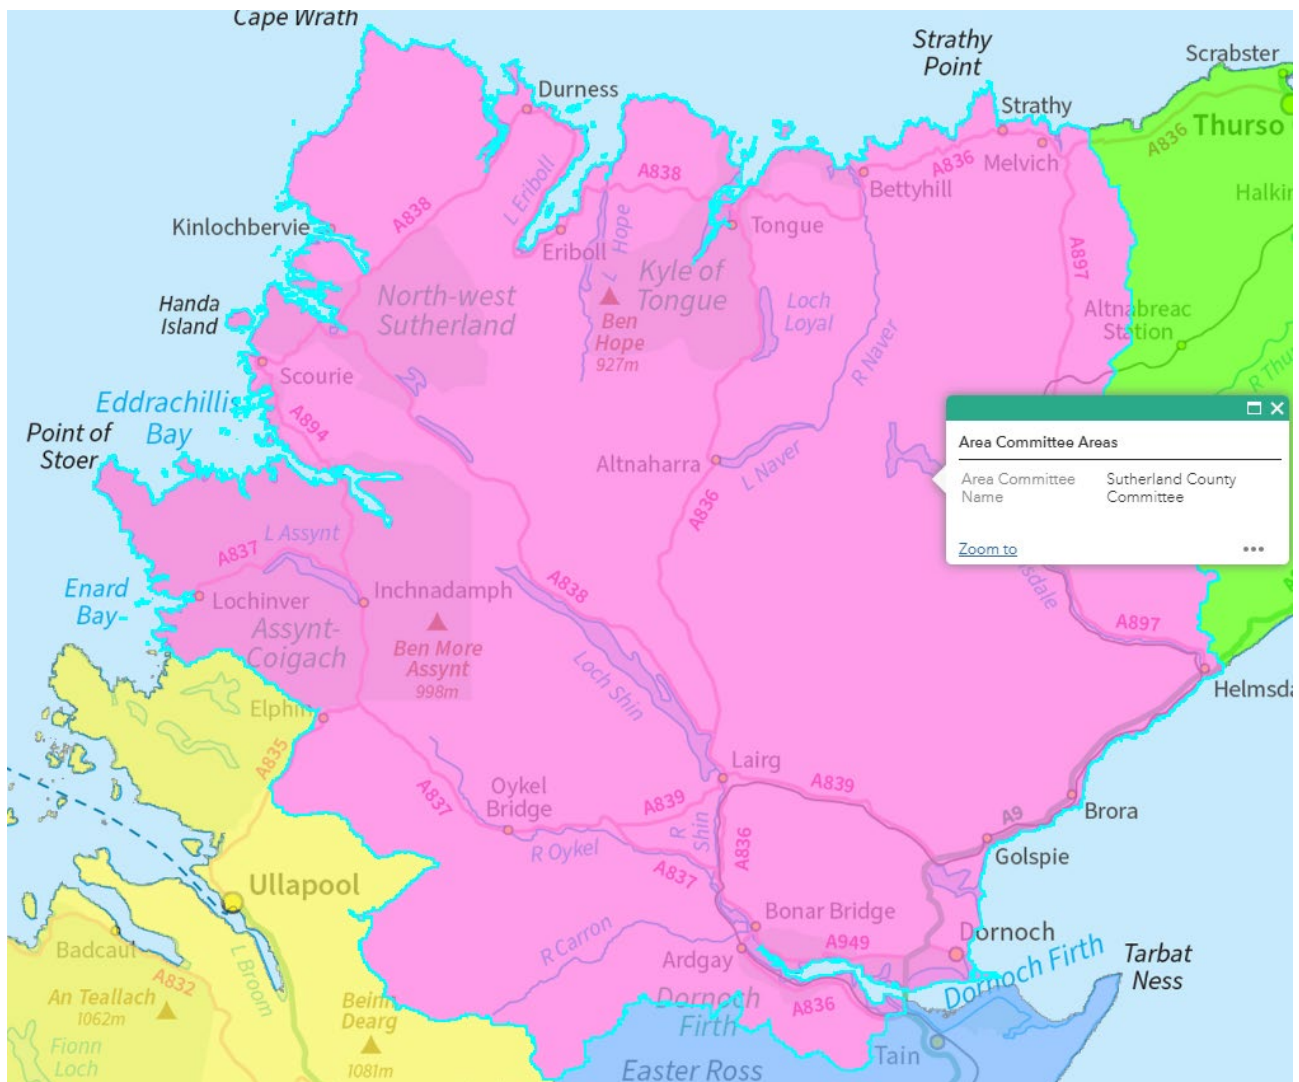 Cape Wrath
Strathy
Point
Scrabster
Durness
Strathy
Thurso
A836
Melvich
A836
A838
Bettyhill
L Eriboll
Halkin
A838
Kinlochbervie
Tongue
L Hope
Eriboll
A897
Kyle of
Tongue
North-west
Sutherland
Handa
Island
Loch
Loyal
Altnabreac
Station
Ben
Hope
927m
R Naver
R Thur
Scourie
Eddrachillis
Bay
A894
Point of
Stoer
Area Committee Areas
Area Committee
Name
Sutherland County
Committee
Zoom to
Altnaharra
L Naver
A836
L Assynt
A837
A838
Enard
Bay
Lochinver
Inchnadamph
sdale
A897
Assynt-
Coigach
Ben More
Assynt
998m
Loch Shin
Helmsda
Elphin
A835
Lairg
A839
Oykel
Bridge
A837
A839
Brora
R
Shin
A836
A9
Golspie
R Oykel
A837
Ullapool
Bonar Bridge
A949
Dornoch
Badcaul
R Carron
Ardgay
Dornoch Firth
Tarbat
Ness
A832
L Broom
An Teallach
1062m
Beinn
Dearg
1081m
Dornoch
Firth
A836
Tain
Fionn
Loch
Easter Ross